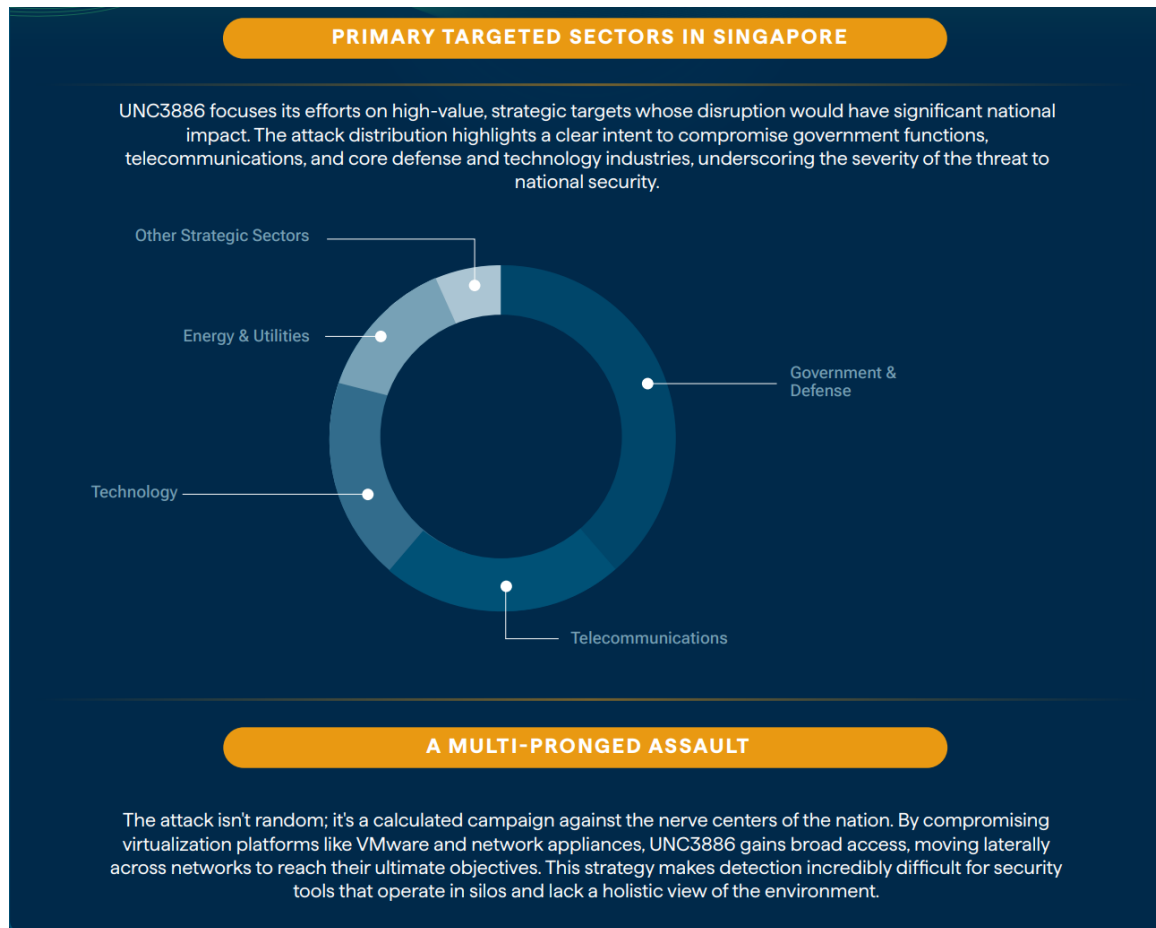 PRIMARY TARGETED SECTORS IN SINGAPORE
UNC3886 focuses its efforts on high-value, strategic targets whose disruption would have significant national
impact. The attack distribution highlights a clear intent to compromise government functions,
telecommunications, and core defense and technology industries, underscoring the severity of the threat to
national security.
Other Strategic Sectors
Energy & Utilities
Government &
Defense
Technology
Telecommunications
A MULTI-PRONGED ASSAULT
The attack isn't random; it's a calculated campaign against the nerve centers of the nation. By compromising
virtualization platforms like VMware and network appliances, UNC3886 gains broad access, moving laterally
across networks to reach their ultimate objectives. This strategy makes detection incredibly difficult for security
tools that operate in silos and lack a holistic view of the environment.